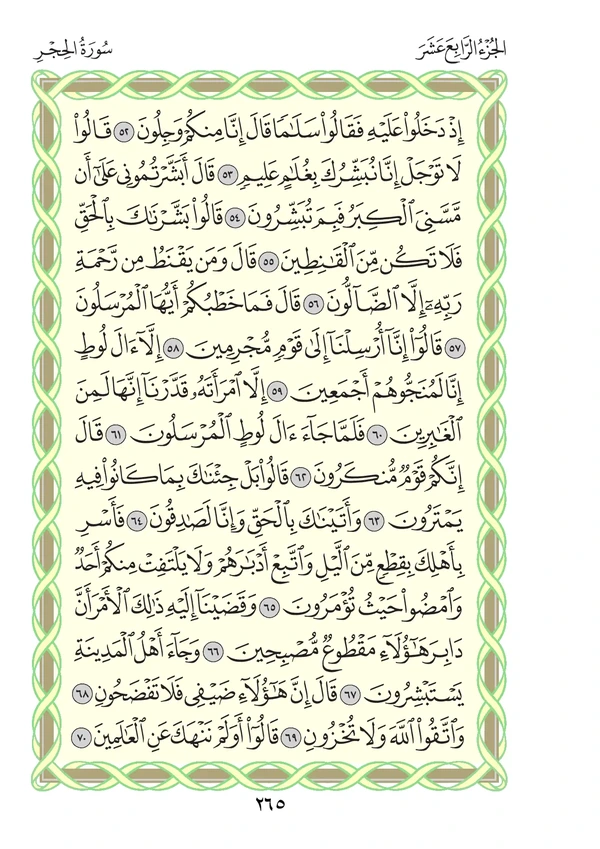 الجُزْءُ الرَّابِعَ عَشَرَ
سُورَةُ الحِجْرِ
إِذْ دَخَلُوا۟ عَلَيْهِ فَقَالُوا۟ سَلَٰمًا قَالَ إِنَّا مِنكُمْ وَجِلُونَ ٥٢ قَالُوا۟
لَا تَوْجَلْ إِنَّا نُبَشِّرُكَ بِغُلَٰمٍ عَلِيمٍ ٥٣ قَالَ أَبَشَّرْتُمُونِى عَلَىٰٓ أَن
مَّسَّنِىَ ٱلْكِبَرُ فَبِمَ تُبَشِّرُونَ ٥٤ قَالُوا۟ بَشَّرْنَٰكَ بِٱلْحَقِّ
فَلَا تَكُن مِّنَ ٱلْقَٰنِطِينَ ٥٥ قَالَ وَمَن يَقْنَطُ مِن رَّحْمَةِ
رَبِّهِۦٓ إِلَّا ٱلضَّآلُّونَ ٥٦ قَالَ فَمَا خَطْبُكُمْ أَيُّهَا ٱلْمُرْسَلُونَ
٥٧ قَالُوٓا۟ إِنَّآ أُرْسِلْنَآ إِلَىٰ قَوْمٍ مُّجْرِمِينَ ٥٨ إِلَّآ ءَالَ لُوطٍ
إِنَّا لَمُنَجُّوهُمْ أَجْمَعِينَ ٥٩ إِلَّا ٱمْرَأَتَهُۥ قَدَّرْنَآ إِنَّهَا لَمِنَ
ٱلْغَٰبِرِينَ ٦٠ فَلَمَّا جَآءَ ءَالَ لُوطٍ ٱلْمُرْسَلُونَ ٦١ قَالَ
إِنَّكُمْ قَوْمٌ مُّنكَرُونَ ٦٢ قَالُوا۟ بَلْ جِئْنَٰكَ بِمَا كَانُوا۟ فِيهِ
يَمْتَرُونَ ٦٣ وَأَتَيْنَٰكَ بِٱلْحَقِّ وَإِنَّا لَصَٰدِقُونَ ٦٤ فَأَسْرِ
بِأَهْلِكَ بِقِطْعٍ مِّنَ ٱلَّيْلِ وَٱتَّبِعْ أَدْبَٰرَهُمْ وَلَا يَلْتَفِتْ مِنكُمْ أَحَدٌ
وَٱمْضُوا۟ حَيْثُ تُؤْمَرُونَ ٦٥ وَقَضَيْنَآ إِلَيْهِ ذَٰلِكَ ٱلْأَمْرَ أَنَّ
دَابِرَ هَٰٓؤُلَآءِ مَقْطُوعٌ مُّصْبِحِينَ ٦٦ وَجَآءَ أَهْلُ ٱلْمَدِينَةِ
يَسْتَبْشِرُونَ ٦٧ قَالَ إِنَّ هَٰٓؤُلَآءِ ضَيْفِى فَلَا تَفْضَحُونِ ٦٨
وَٱتَّقُوا۟ ٱللَّهَ وَلَا تُخْزُونِ ٦٩ قَالُوٓا۟ أَوَلَمْ نَنْهَكَ عَنِ ٱلْعَٰلَمِينَ ٧٠
٢٦٥